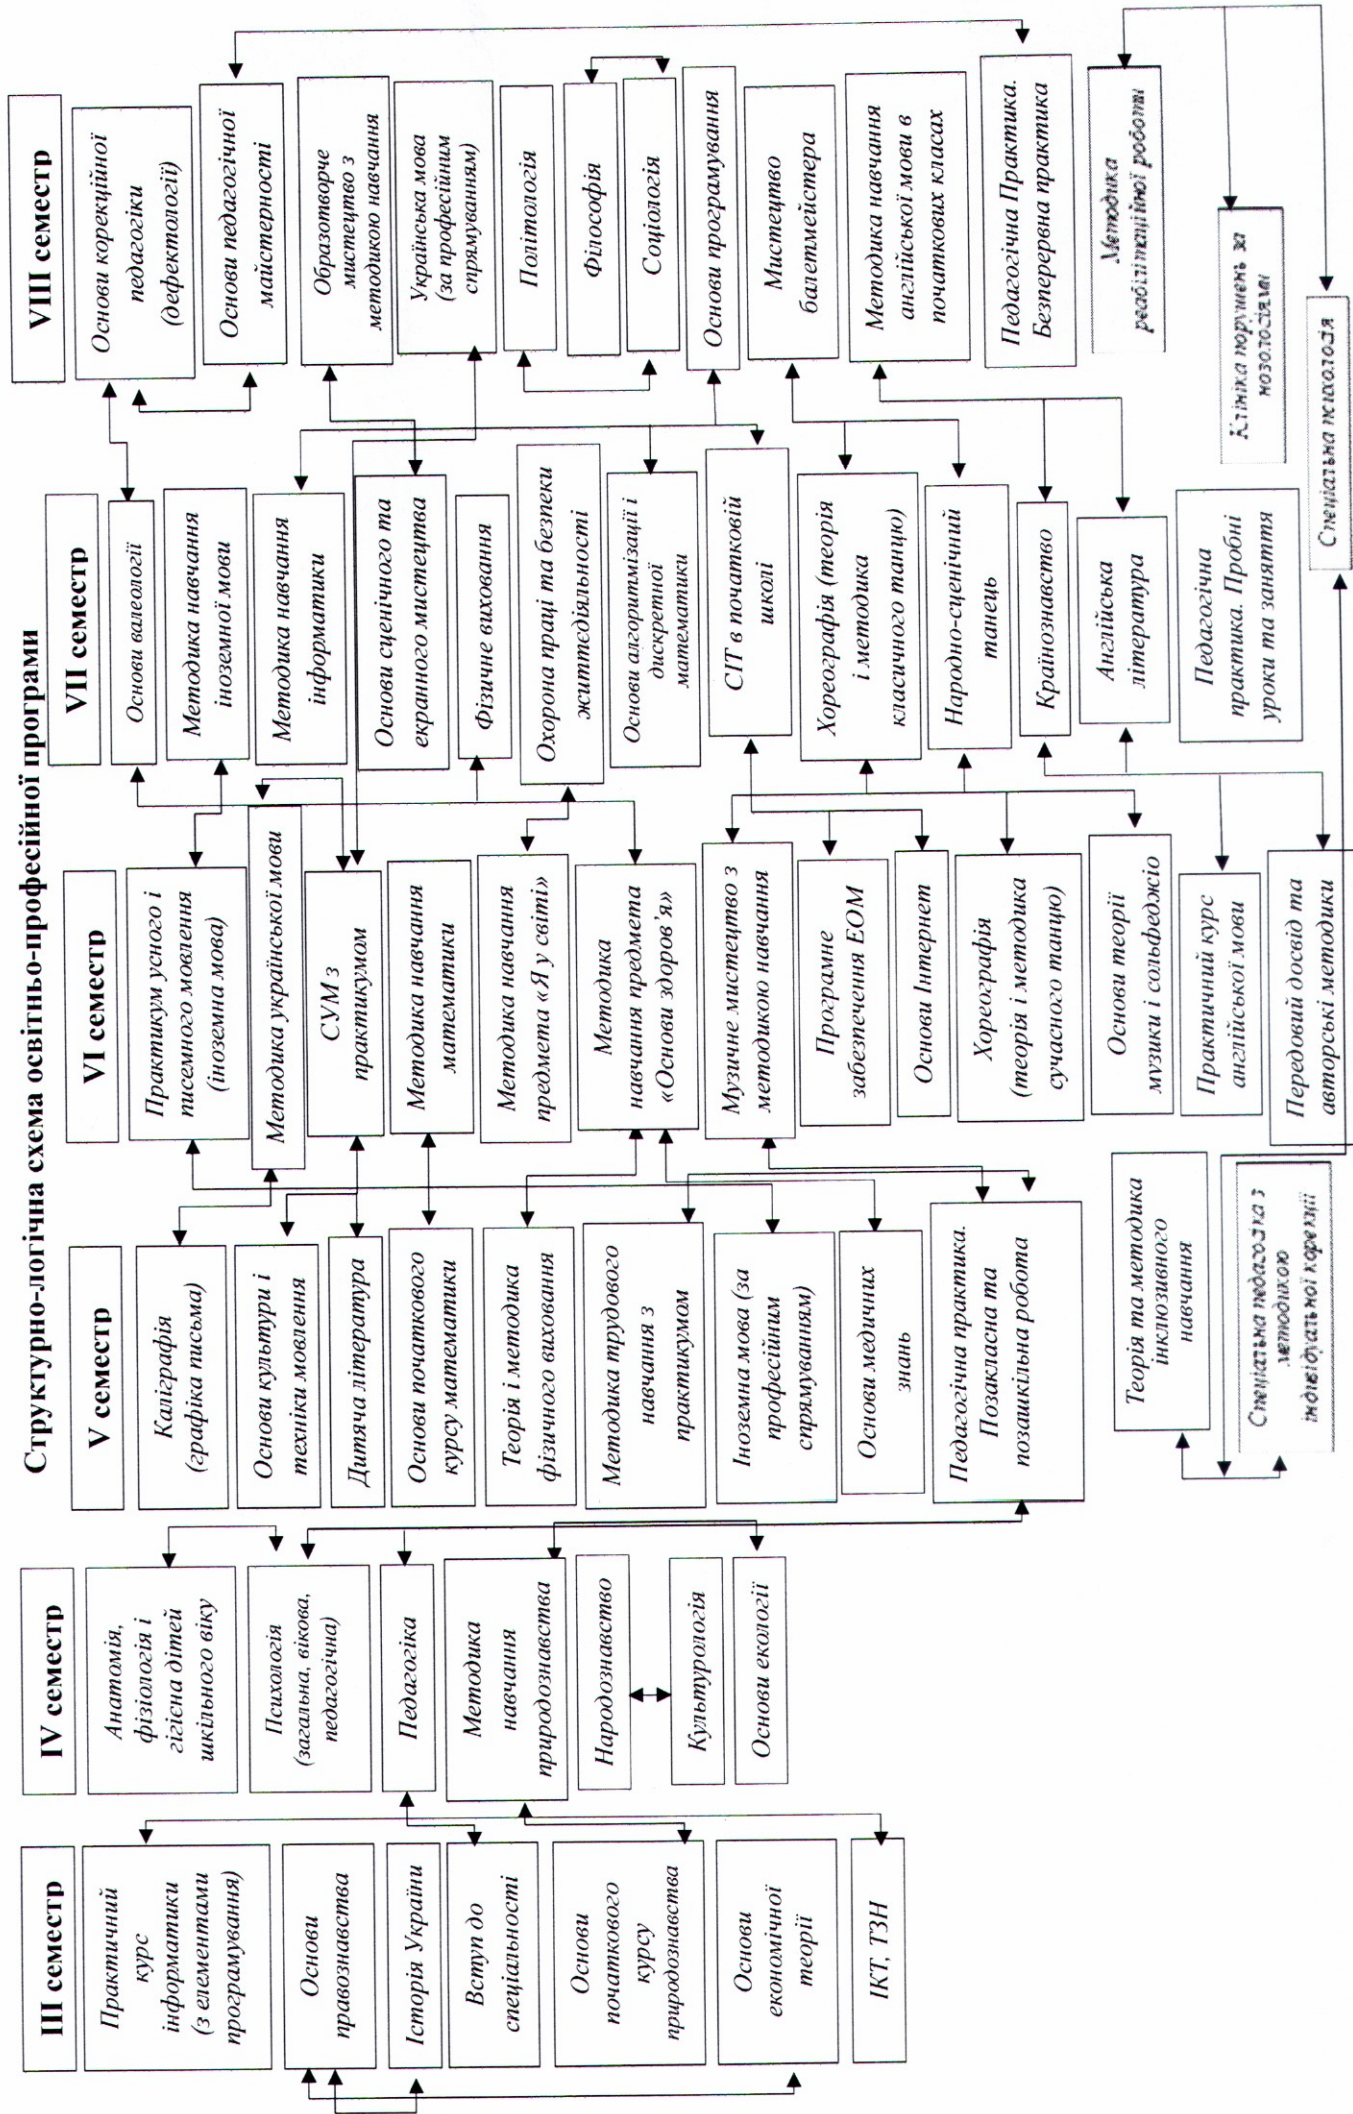 Структурно-логічна схема освітньо-професійної програми
III семестр
Практичний
курс
інформатики
(з елементами
програмування)
Основи
правознавства
Історія України
Вступ до
спеціальності
Основи
початкового
курсу
природознавства
Основи
економічної
теорії
ІКТ, ТЗН
IV семестр
Анатомія,
фізіологія і
гігієна дітей
шкільного віку
Психологія
(загальна, вікова,
педагогічна)
Педагогіка
Методика
навчання
природознавства
Народознавство
Культурологія
Основи екології
V семестр
Каліграфія
(графіка письма)
Основи культури і
техніки мовлення
Дитяча література
Основи початкового
курсу математики
Теорія і методика
фізичного виховання
Методика трудового
навчання з
практикумом
Іноземна мова (за
професійним
спрямуванням)
Основи медичних
знань
Педагогічна практика.
Позакласна та
позашкільна робота
Теорія та методика
інклюзивного
навчання
Спеціальна педагогіка з
методикою
індивідуальної корекції
VI семестр
Практикум усного і
писемного мовлення
(іноземна мова)
Методика української мови
СУМ з
практикумом
Методика навчання
математики
Методика навчання
предмета «Я у світі»
Методика
навчання предмета
«Основи здоров'я»
Музичне мистецтво з
методикою навчання
Програмне
забезпечення ЕОМ
Основи Інтернет
Хореографія
(теорія і методика
сучасного танцю)
Основи теорії
музики і сольфеджіо
Практичний курс
англійської мови
Передовий досвід та
авторські методики
VII семестр
Основи валеології
Методика навчання
іноземної мови
Методика навчання
інформатики
Основи сценічного та
екранного мистецтва
Фізичне виховання
Охорона праці та безпеки
життєдіяльності
Основи алгоритмізації і
дискретної
математики
СІТ в початковій
школі
Хореографія (теорія
і методика
класичного танцю)
Народно-сценічний
танець
Країнознавство
Англійська
література
Педагогічна
практика. Пробні
уроки та заняття
Спеціальна психологія
VIII семестр
Основи корекційної
педагогіки
(дефектології)
Основи педагогічної
майстерності
Образотворче
мистецтво з
методикою навчання
Українська мова
(за професійним
спрямуванням)
Політологія
Філософія
Соціологія
Основи програмування
Мистецтво
балетмейстера
Методика навчання
англійської мови в
початкових класах
Педагогічна Практика.
Безперервна практика
Методика
реабілітаційної роботи
Клініка порушень за
нозологіями